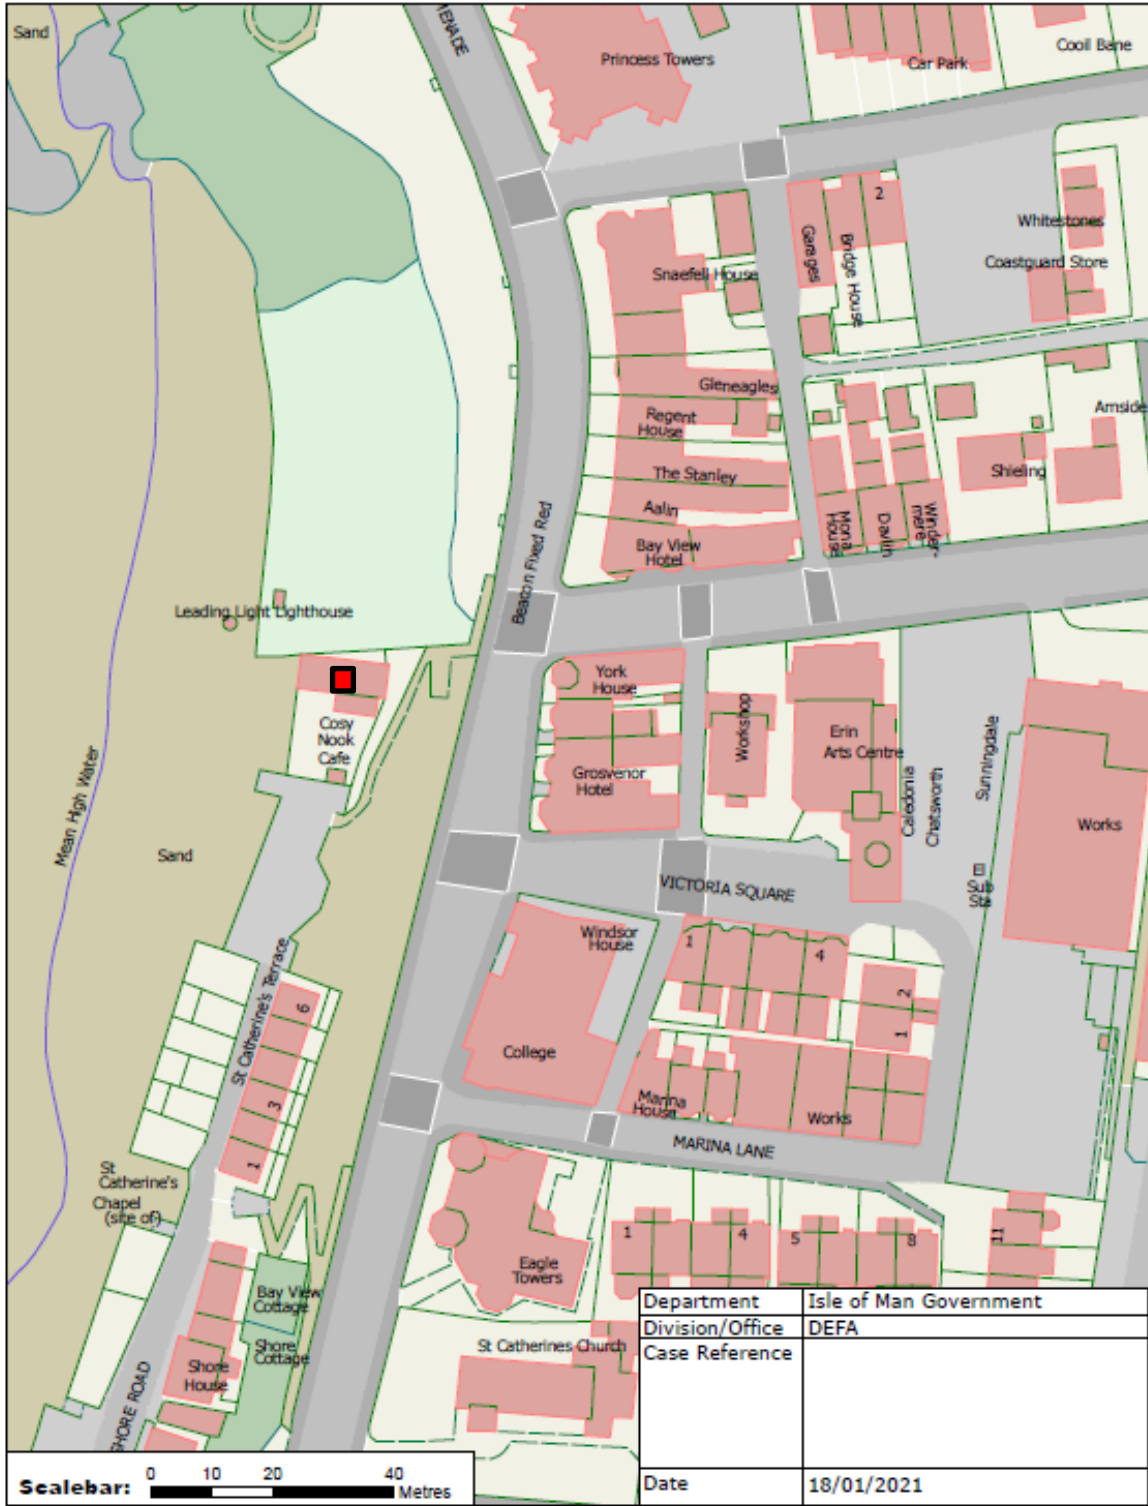 Sand
MENADE
Princess Towers
Car Park
Cooil Bane
2
Whitestones
Garages
Bridge House
Snaefell House
Coastguard Store
Gleneagles
Regent
House
Arnside
The Stanley
Shieling
Aalin
Mona
House
Davlin
Winder-
mere
Bay View
Hotel
Beacon Fixed Red
Leading Light Lighthouse
York
House
Cosy
Nook
Cafe
Workshop
Erin
Arts Centre
Caledonia
Chatsworth
Sunningdale
Grosvenor
Hotel
Mean High Water
Works
Sand
El
Sub
Sta
VICTORIA SQUARE
Windsor
House
1
4
2
1
St Catherine's Terrace
6
3
1
College
Marina
House
Works
MARINA LANE
St
Catherine's
Chapel
(site of)
1
4
5
8
11
Eagle
Towers
Bay View
Cottage
Shore
Cottage
St Catherines Church
Shore
House
SHORE ROAD
Department Isle of Man Government
Division/Office DEFA
Case Reference
Date 18/01/2021
Scalebar: 0 10 20 40 Metres